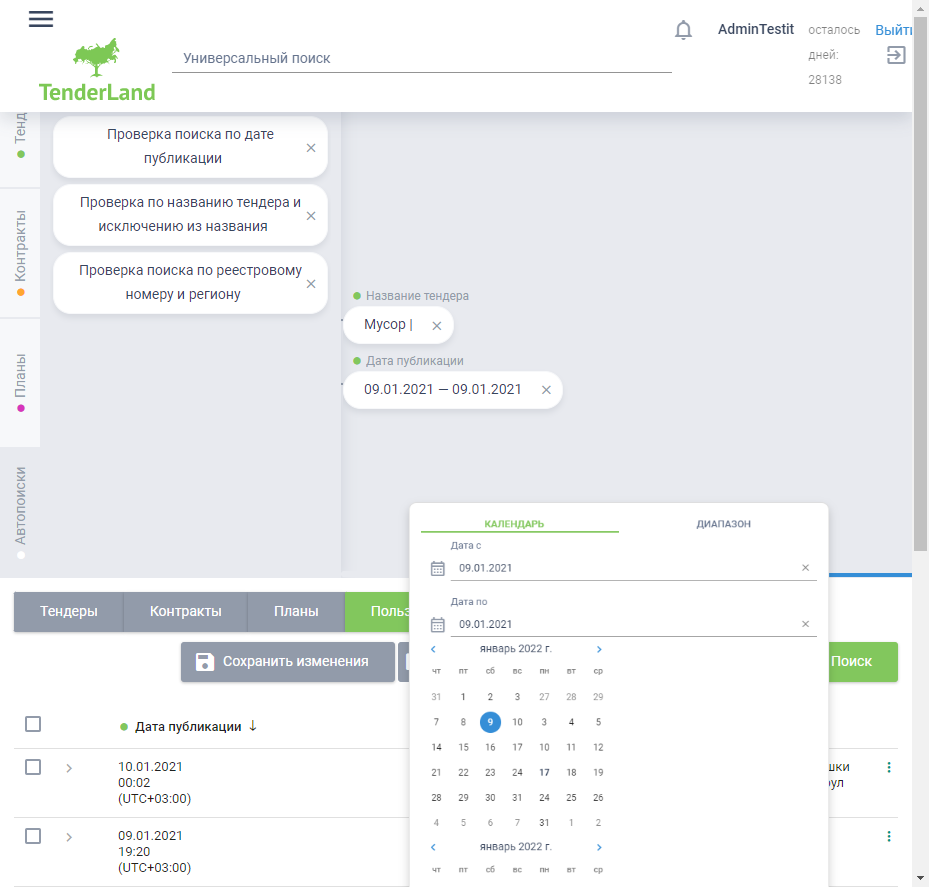 AdminTestit
осталось
дней:
28138
Выйти
Универсальный поиск
TenderLand
Тенд
Контракты
Планы
Автопоиски
Проверка поиска по дате
публикации
Проверка по названию тендера и
исключению из названия
Проверка поиска по реестровому
номеру и региону
Название тендера
Мусор |
Дата публикации
09.01.2021 — 09.01.2021
КАЛЕНДАРЬ ДИАПАЗОН
Дата с
09.01.2021
Дата по
09.01.2021
январь 2022 г.
чт пт сб вс пн вт ср
31 1 2 3 27 28 29
7 8 9 10 3 4 5
14 15 16 17 10 11 12
21 22 23 24 17 18 19
28 29 30 31 24 25 26
4 5 6 7 31 1 2
январь 2022 г.
чт пт сб вс пн вт ср
Тендеры Контракты Планы Польз
Сохранить изменения
Поиск
Дата публикации
10.01.2021
00:02
(UTC+03:00)
09.01.2021
19:20
(UTC+03:00)